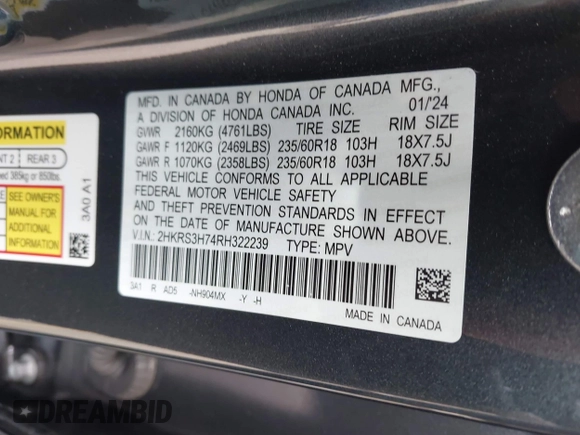 MFD. IN CANADA BY HONDA OF CANADA MFG.,
A DIVISION OF HONDA CANADA INC. 01/'24
GVWR 2160KG (4761LBS) TIRE SIZE RIM SIZE
GAWR F 1120KG (2469LBS) 235/60R18 103H 18X7.5J
GAWR R 1070KG (2358LBS) 235/60R18 103H 18X7.5J
THIS VEHICLE CONFORMS TO ALL APPLICABLE
FEDERAL MOTOR VEHICLE SAFETY
AND THEFT PREVENTION STANDARDS IN EFFECT
ON THE DATE OF MANUFACTURE SHOWN ABOVE.
V.I.N.: 2HKRS3H74RH322239 TYPE: MPV
3A1 R AD5 -NH904MX -Y -H
MADE IN CANADA
REAR 3
385kg or 850lbs.
SEE OWNER'S
MANUAL FOR
ADDITIONAL
INFORMATION
3A0 A1
DREAMBID